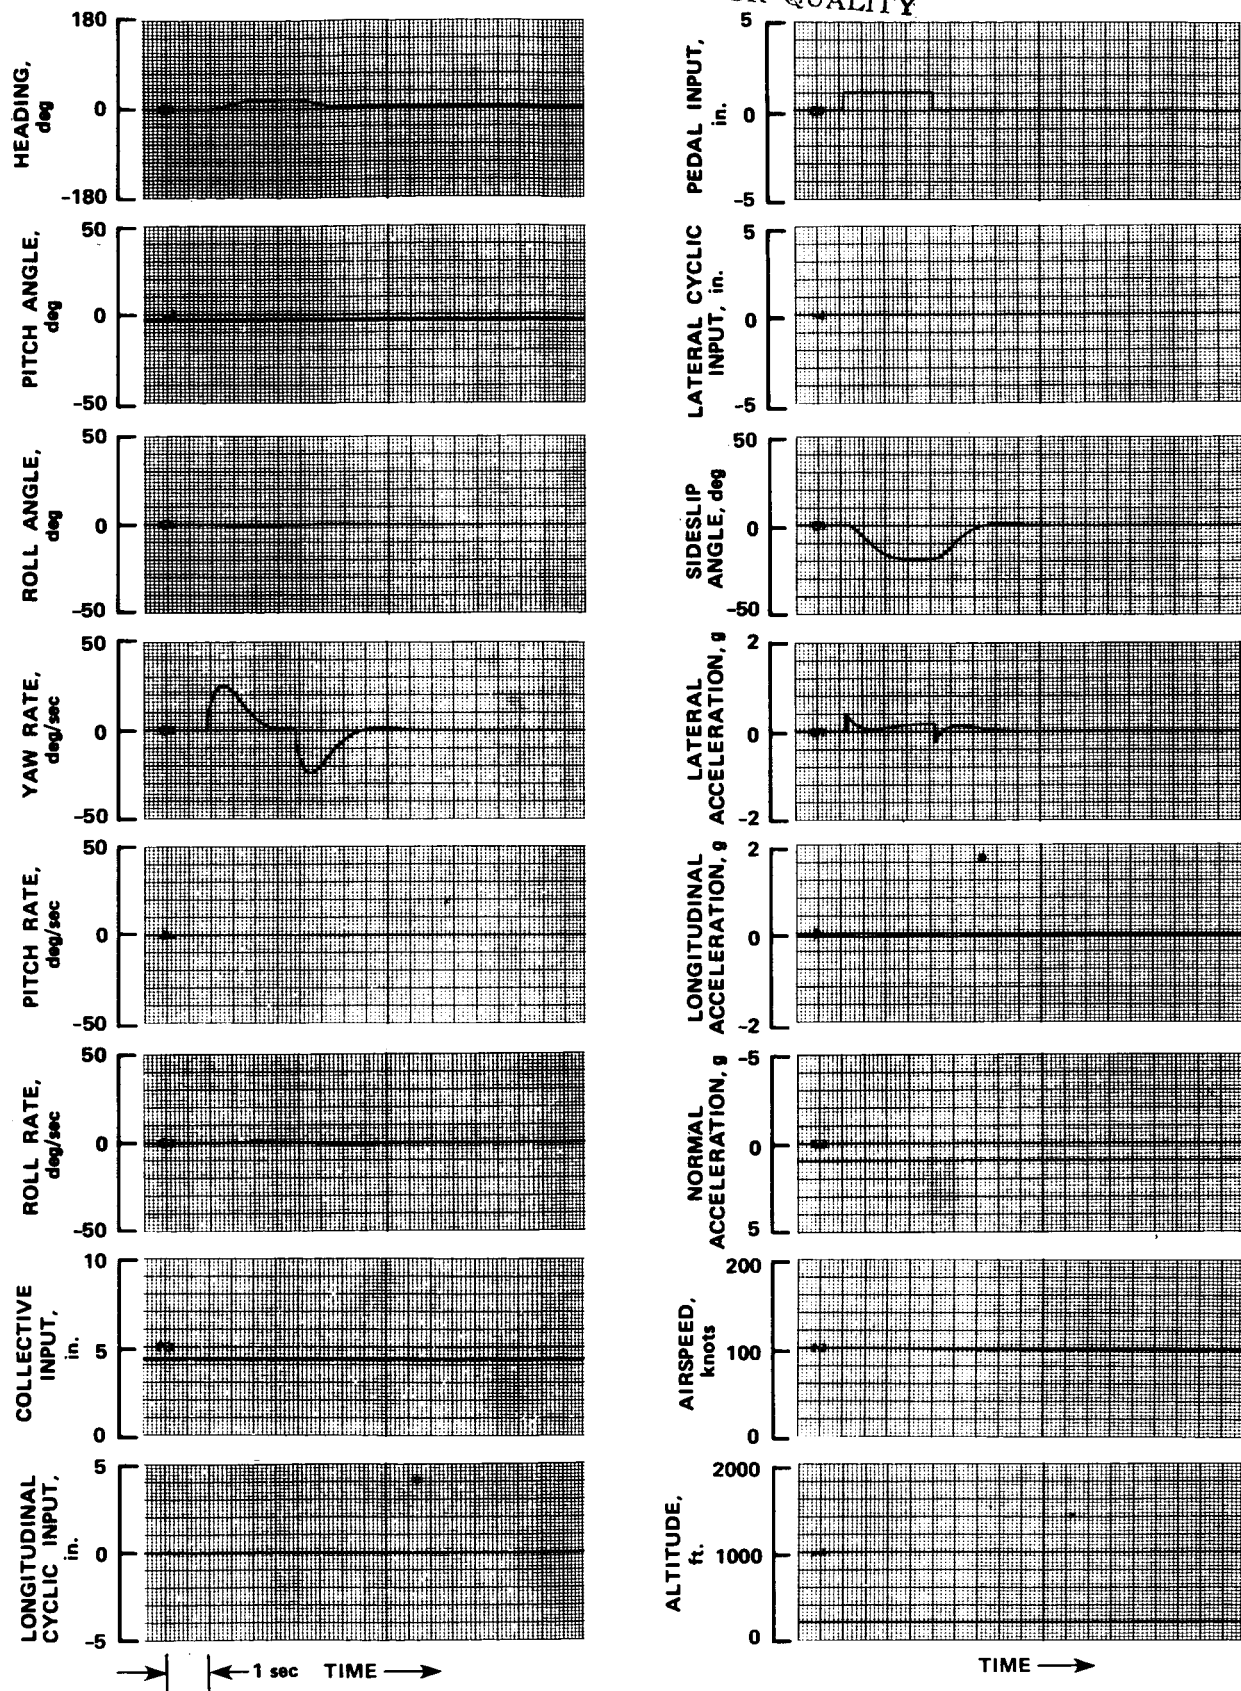 QUALITY
180
HEADING,
deg
0
-180
50
PITCH ANGLE,
deg
0
-50
50
ROLL ANGLE,
deg
0
-50
50
YAW RATE,
deg/sec
0
-50
50
PITCH RATE,
deg/sec
0
-50
50
ROLL RATE,
deg/sec
0
-50
10
COLLECTIVE
INPUT,
in.
5
0
5
LONGITUDINAL
CYCLIC INPUT,
in.
0
-5
1 sec TIME
5
PEDAL INPUT,
in.
0
-5
5
LATERAL CYCLIC
INPUT, in.
0
-5
50
SIDESLIP
ANGLE, deg
0
-50
2
LATERAL
ACCELERATION, g
0
-2
2
LONGITUDINAL
ACCELERATION, g
0
-2
-5
NORMAL
ACCELERATION, g
0
5
200
AIRSPEED,
knots
100
0
2000
ALTITUDE,
ft.
1000
0
TIME